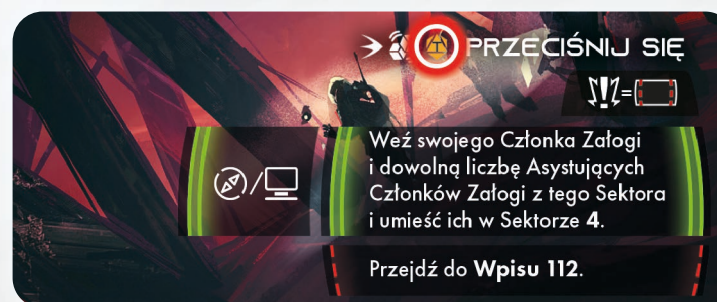 PRZECIŚNIJ SIĘ
Weź swojego Członka Załogi
i dowolną liczbę Asystujących
Członków Załogi z tego Sektora
i umieść ich w Sektorze 4.
Przejdź do Wpisu 112.